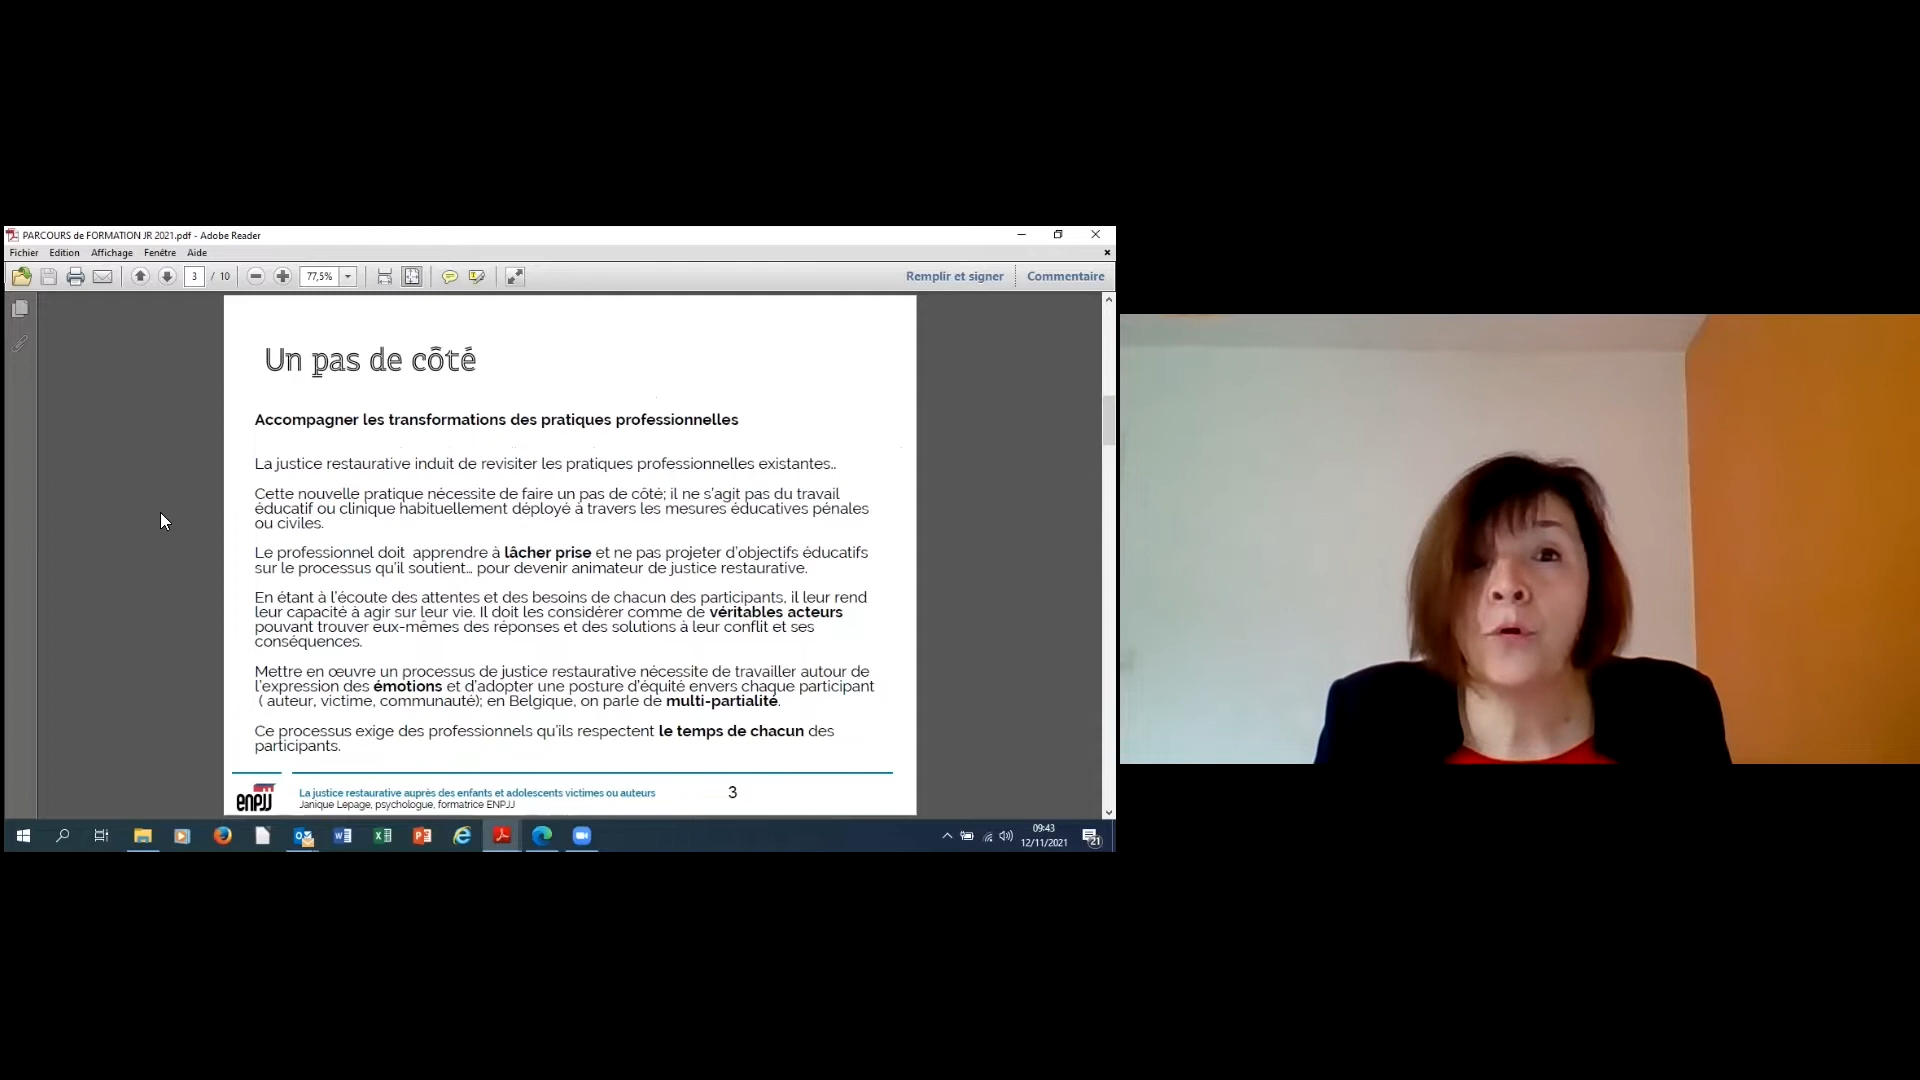 PARCOURS de FORMATION JR 2021.pdf - Adobe Reader
Fichier Edition Affichage Fenêtre Aide
3 / 10 77,5% Remplir et signer Commentaire
Un pas de côté
Accompagner les transformations des pratiques professionnelles
La justice restaurative induit de revisiter les pratiques professionnelles existantes..
Cette nouvelle pratique nécessite de faire un pas de côté; il ne s'agit pas du travail
éducatif ou clinique habituellement déployé à travers les mesures éducatives pénales
ou civiles.
Le professionnel doit apprendre à lâcher prise et ne pas projeter d'objectifs éducatifs
sur le processus qu'il soutient... pour devenir animateur de justice restaurative.
En étant à l'écoute des attentes et des besoins de chacun des participants, il leur rend
leur capacité à agir sur leur vie. Il doit les considérer comme de véritables acteurs
pouvant trouver eux-mêmes des réponses et des solutions à leur conflit et ses
conséquences.
Mettre en œuvre un processus de justice restaurative nécessite de travailler autour de
l'expression des émotions et d'adopter une posture d'équité envers chaque participant
( auteur, victime, communauté); en Belgique, on parle de multi-partialité.
Ce processus exige des professionnels qu'ils respectent le temps de chacun des
participants.
enpjj
La justice restaurative auprès des enfants et adolescents victimes ou auteurs
Janique Lepage, psychologue, formatrice ENPJJ
3
09:43
12/11/2021
21